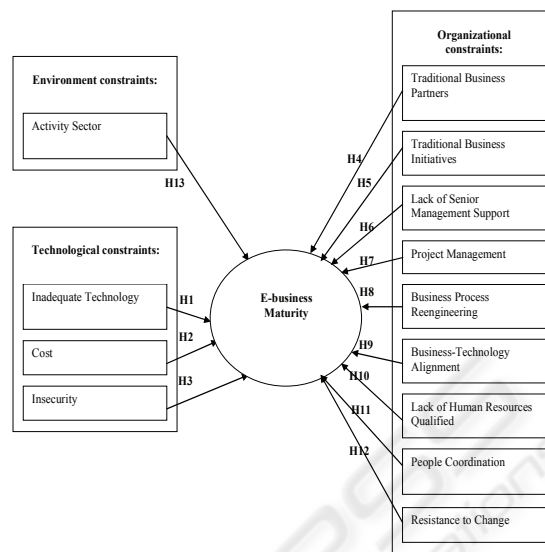 Environment constraints:
Activity Sector
H13
Technological constraints:
Inadequate Technology
Cost
Insecurity
H1
H2
H3
E-business
Maturity
Organizational
constraints:
Traditional Business
Partners
Traditional Business
Initiatives
Lack of Senior
Management Support
Project Management
Business Process
Reengineering
Business-Technology
Alignment
Lack of Human Resources
Qualified
People Coordination
Resistance to Change
H4
H5
H6
H7
H8
H9
H10
H11
H12